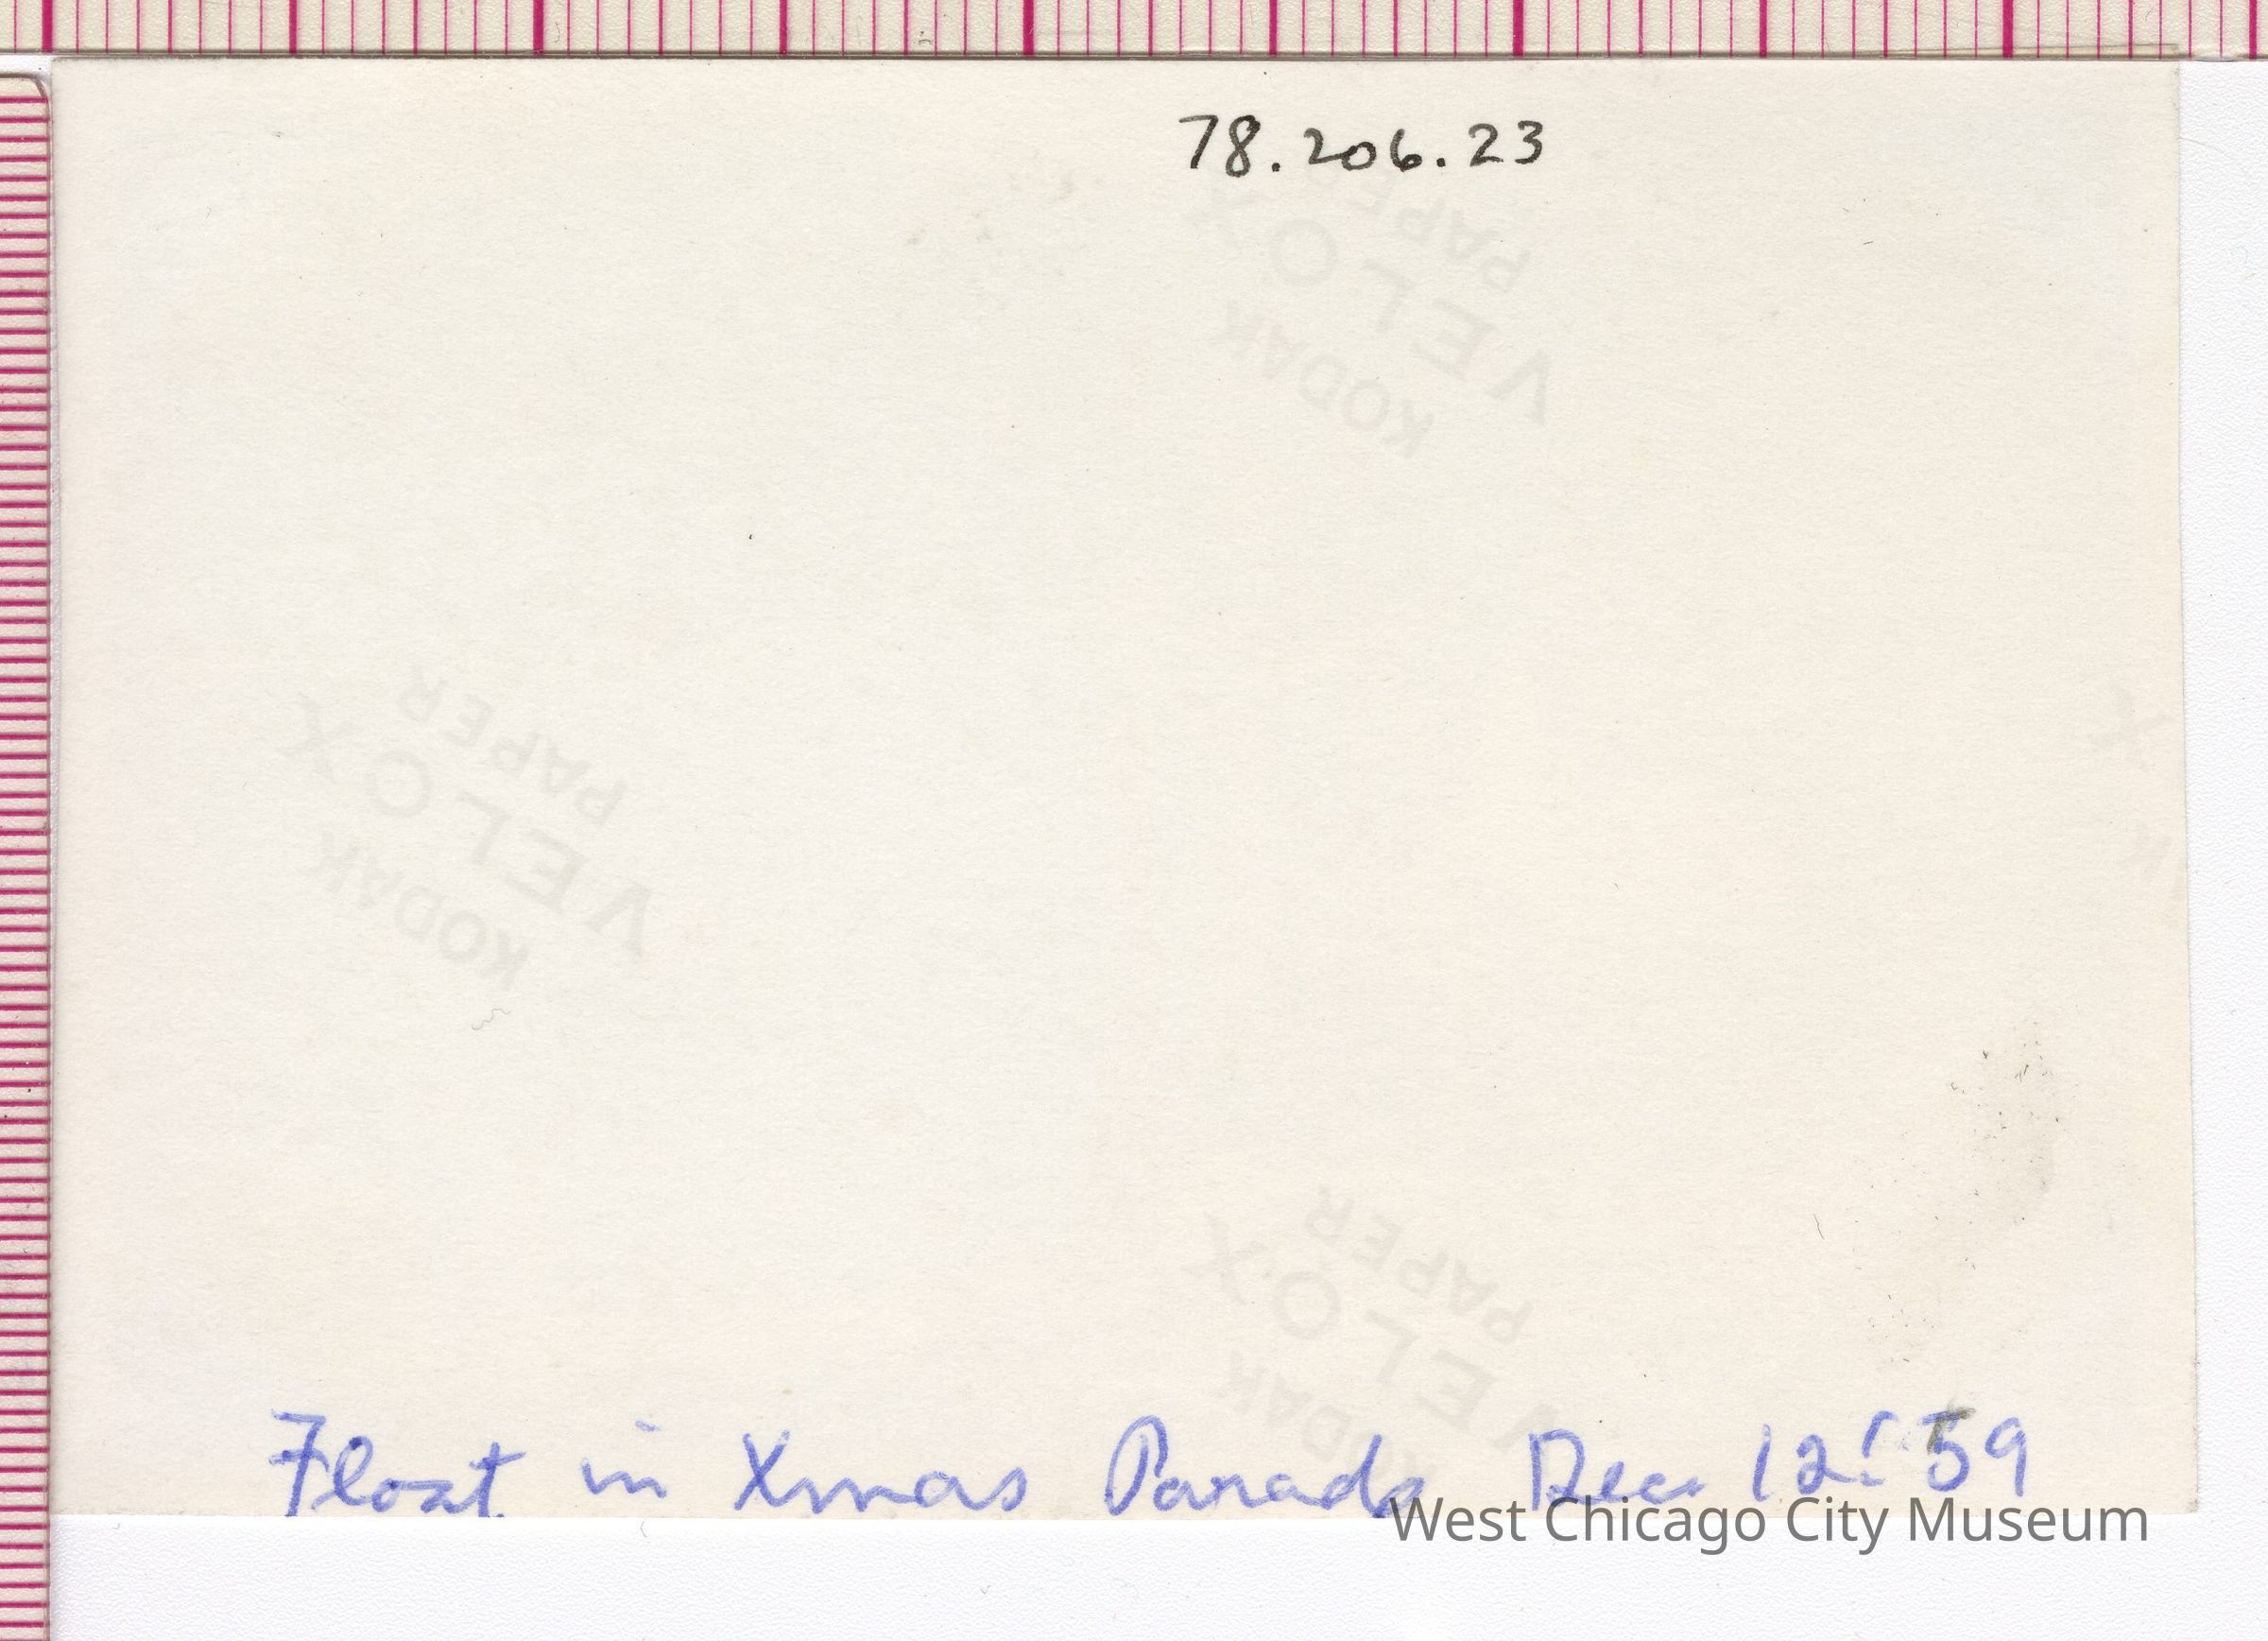 78.206.23
PAPER
VELOX
KODAK
PAPER
VELOX
KODAK
X
K
PAPER
VELOX
KODAK
Float in Xmas Parade Dec. 12, '59
West Chicago City Museum